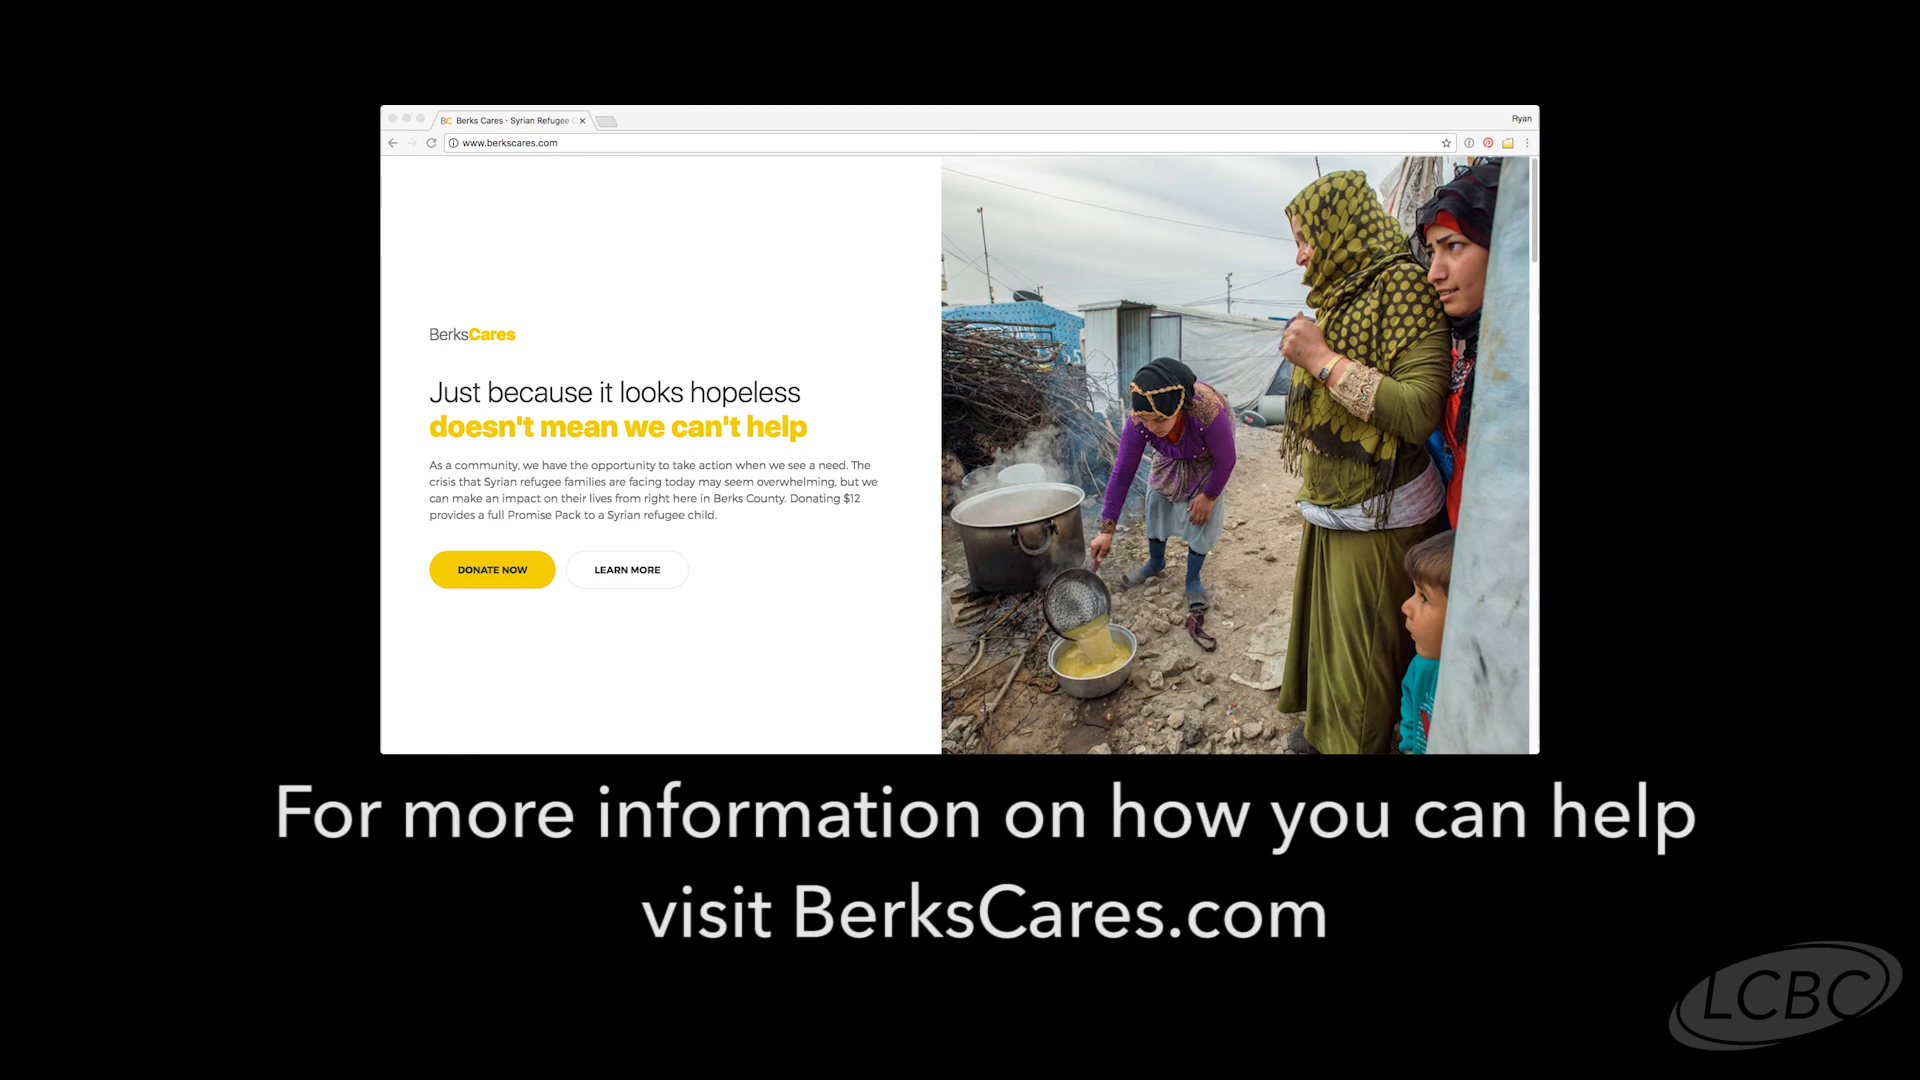 BC Berks Cares - Syrian Refugee
Ryan
www.berkscares.com
BerksCares
Just because it looks hopeless
doesn't mean we can't help
As a community, we have the opportunity to take action when we see a need. The
crisis that Syrian refugee families are facing today may seem overwhelming, but we
can make an impact on their lives from right here in Berks County. Donating $12
provides a full Promise Pack to a Syrian refugee child.
DONATE NOW
LEARN MORE
For more information on how you can help
visit BerksCares.com
LCBC